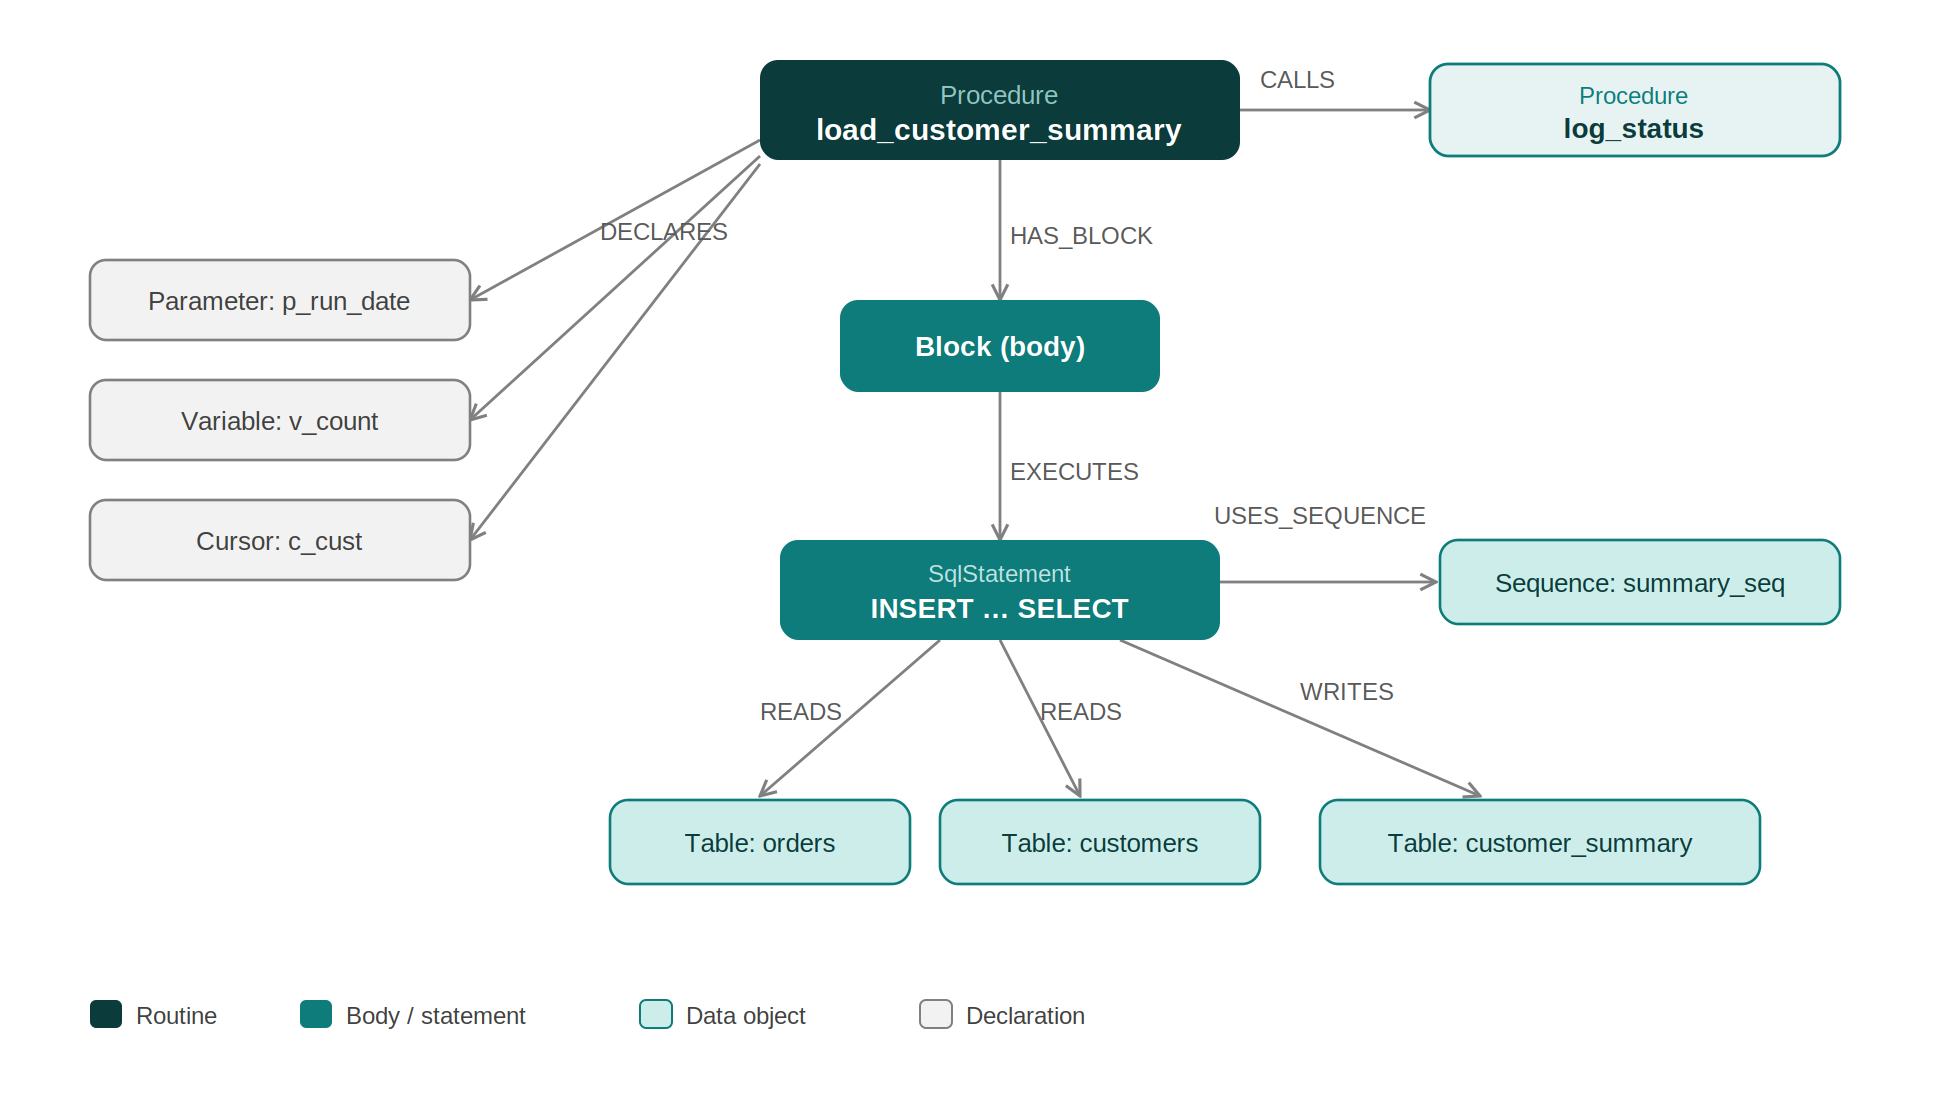 Procedure
load_customer_summary
CALLS
Procedure
log_status
DECLARES
HAS_BLOCK
Parameter: p_run_date
Block (body)
Variable: v_count
EXECUTES
USES_SEQUENCE
Cursor: c_cust
SqlStatement
INSERT … SELECT
Sequence: summary_seq
READS
READS
WRITES
Table: orders
Table: customers
Table: customer_summary
Routine
Body / statement
Data object
Declaration